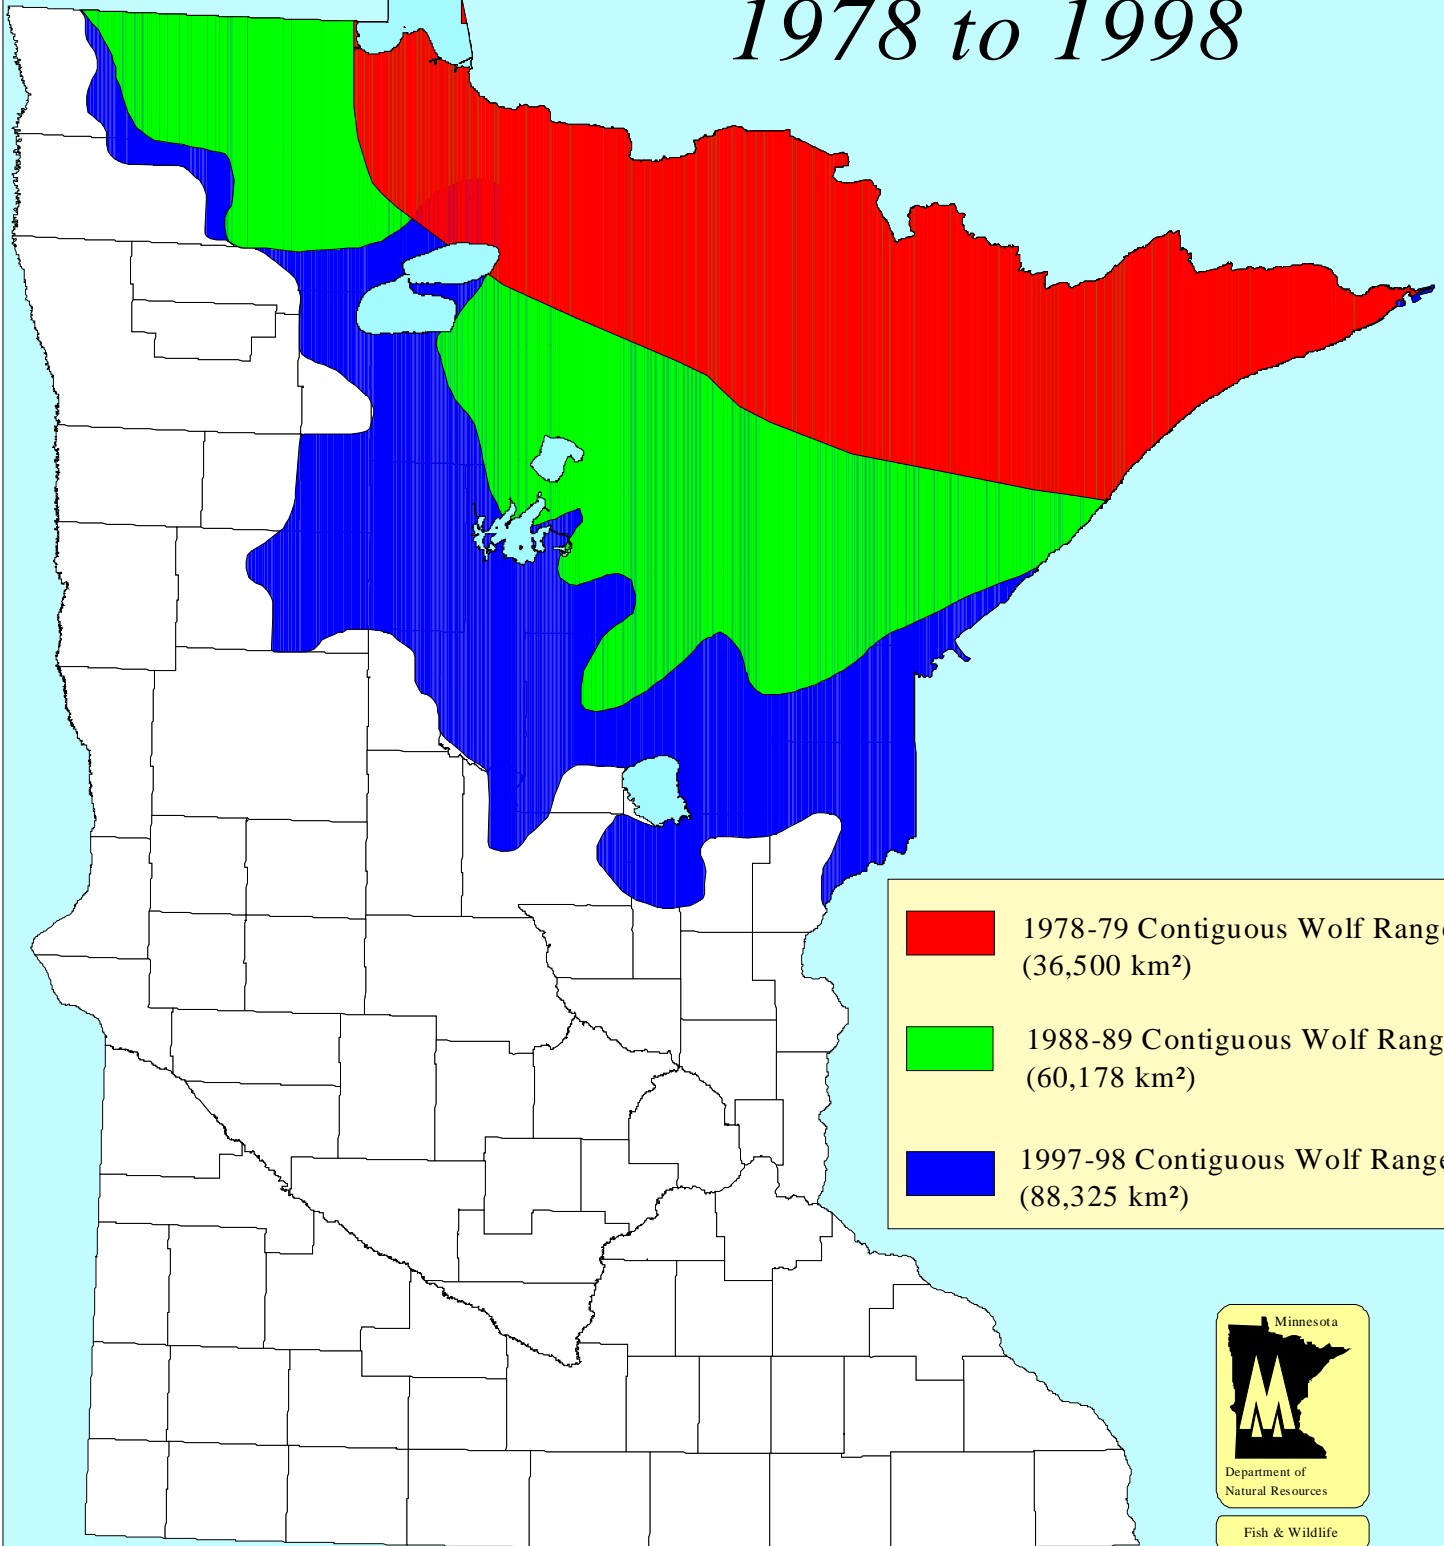 1978 to 1998
1978-79 Contiguous Wolf Range
(36,500 km²)
1988-89 Contiguous Wolf Rang
(60,178 km²)
1997-98 Contiguous Wolf Range
(88,325 km²)
Minnesota
Department of
Natural Resources
Fish & Wildlife